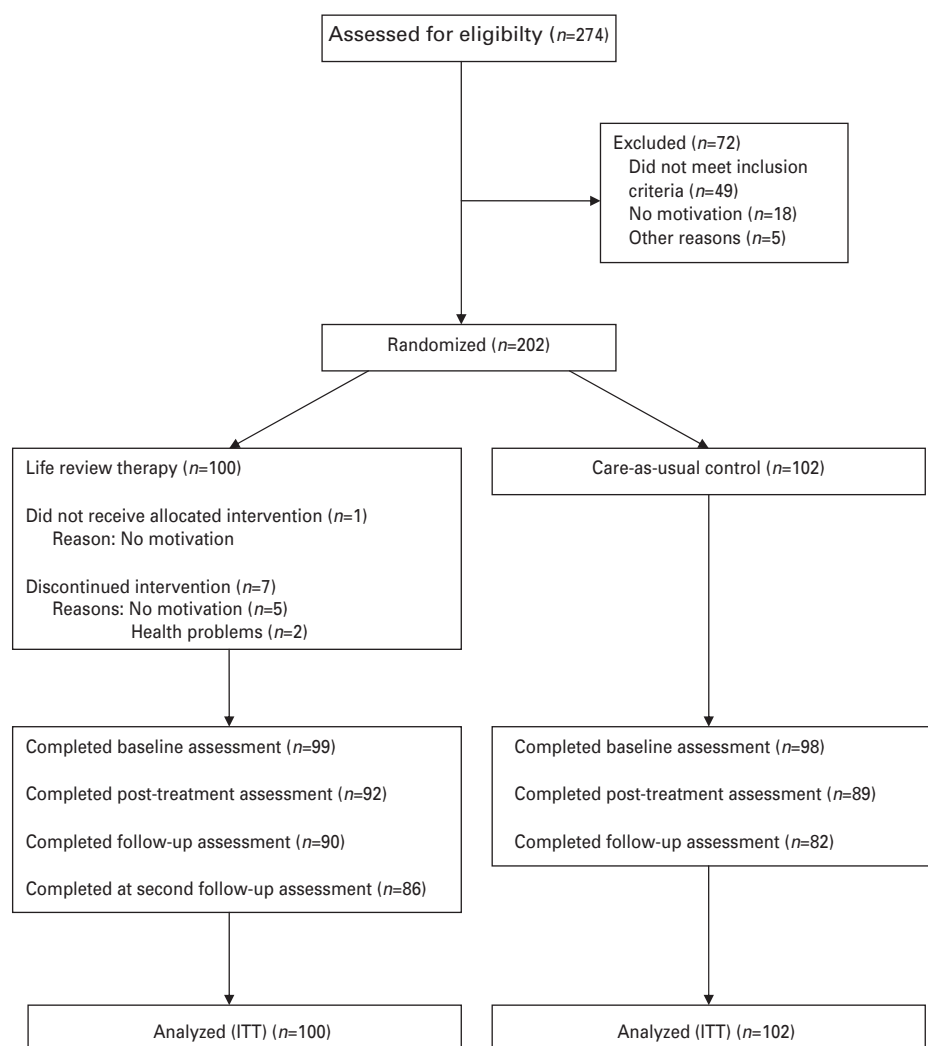 Assessed for eligibilty (n=274)
Excluded (n=72)
Did not meet inclusion
criteria (n=49)
No motivation (n=18)
Other reasons (n=5)
Randomized (n=202)
Life review therapy (n=100)
Did not receive allocated intervention (n=1)
Reason: No motivation
Discontinued intervention (n=7)
Reasons: No motivation (n=5)
Health problems (n=2)
Care-as-usual control (n=102)
Completed baseline assessment (n=99)
Completed post-treatment assessment (n=92)
Completed follow-up assessment (n=90)
Completed at second follow-up assessment (n=86)
Completed baseline assessment (n=98)
Completed post-treatment assessment (n=89)
Completed follow-up assessment (n=82)
Analyzed (ITT) (n=100)
Analyzed (ITT) (n=102)